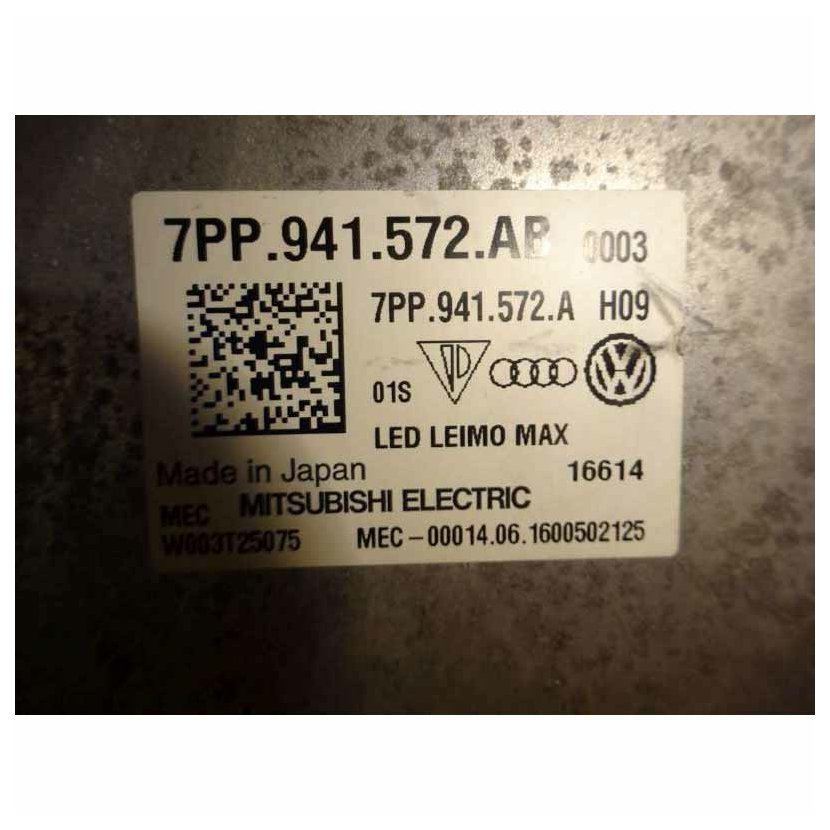 7PP.941.572.AB 0003
7PP.941.572.A H09
01S
LED LEIMO MAX
Made in Japan 16614
MEC MITSUBISHI ELECTRIC
W003T25075 MEC-00014.06.1600502125